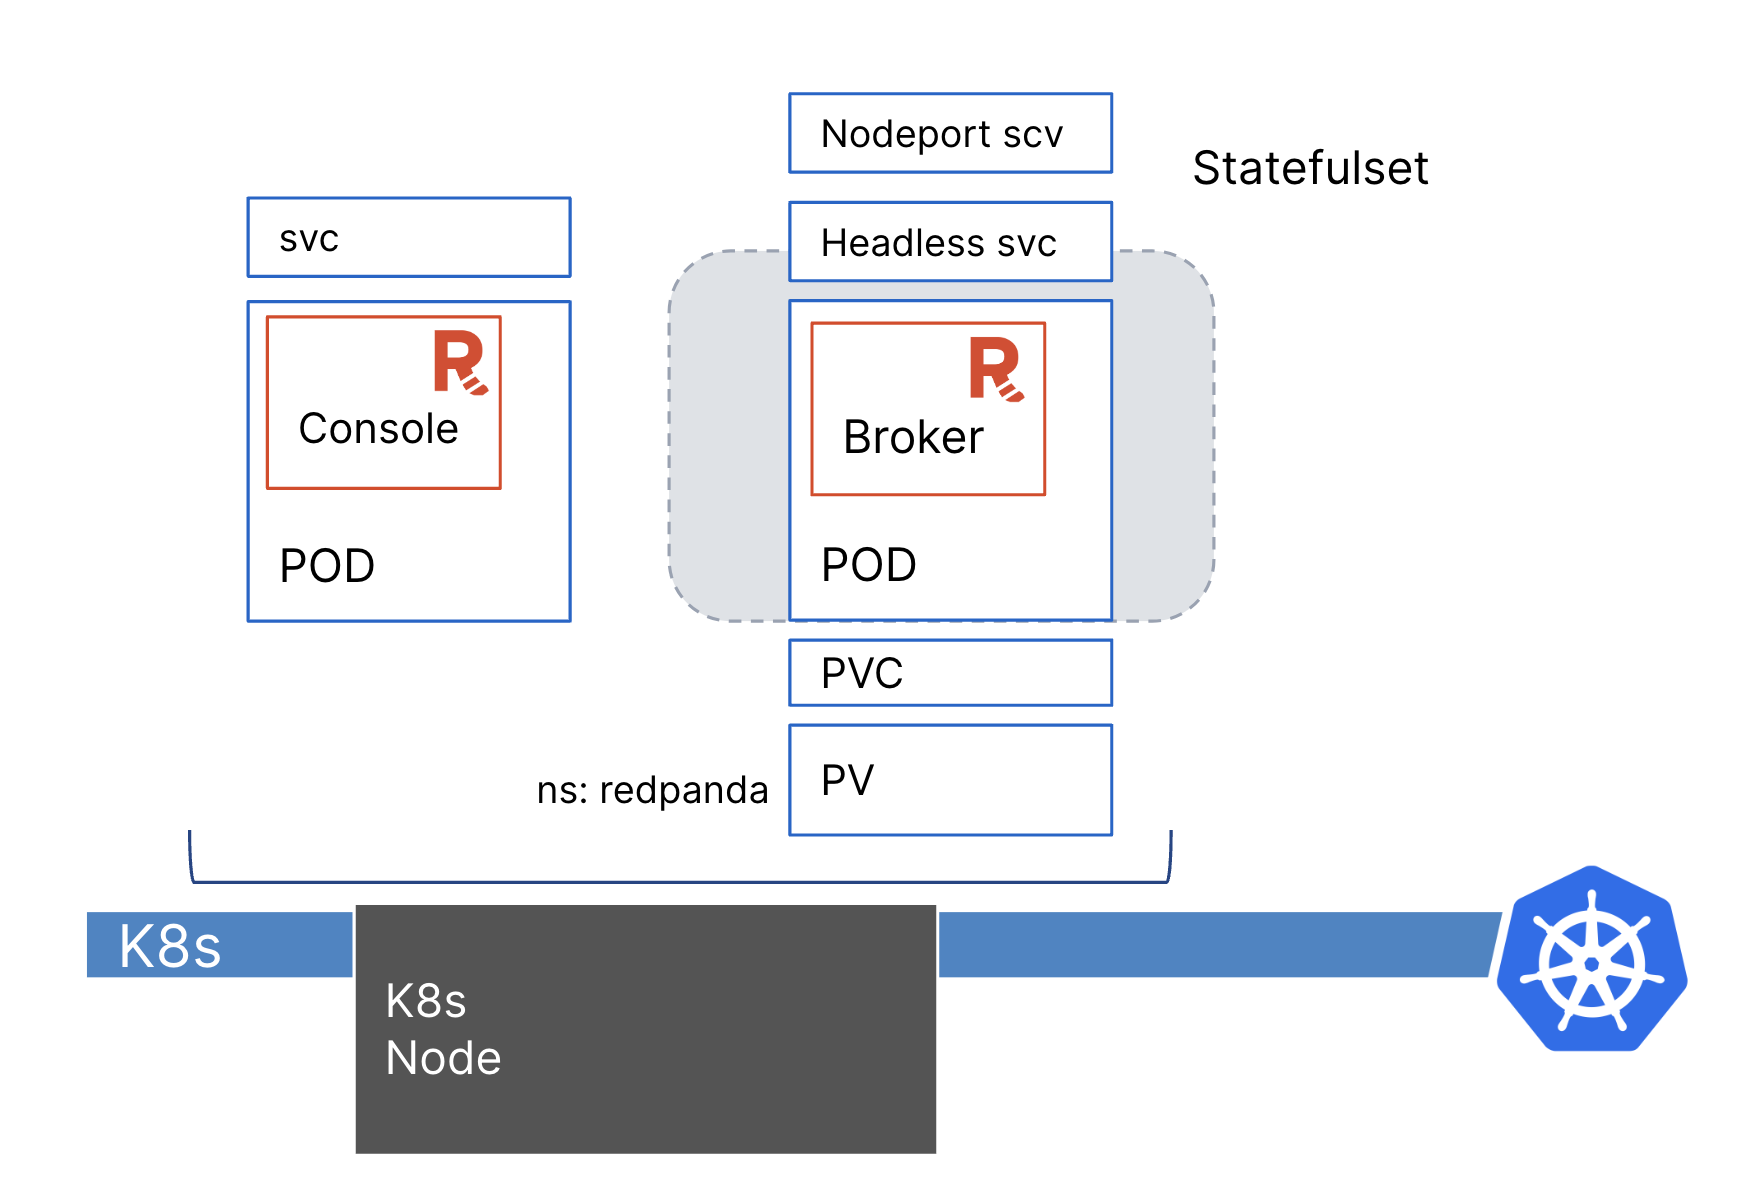 Nodeport scv
Statefulset
svc
Headless svc
Console
Broker
POD
POD
PVC
ns: redpanda
PV
K8s
K8s
Node